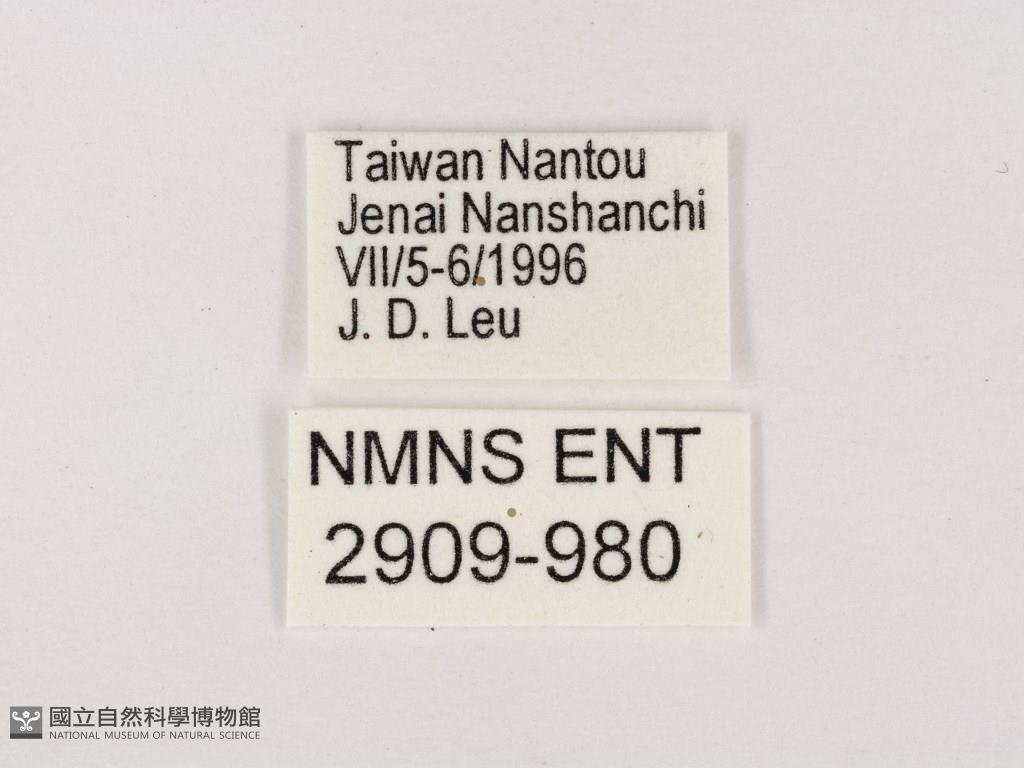 Taiwan Nantou
Jenai Nanshanchi
VII/5-6/1996
J. D. Leu
NMNS ENT
2909-980
國立自然科學博物館
NATIONAL MUSEUM OF NATURAL SCIENCE